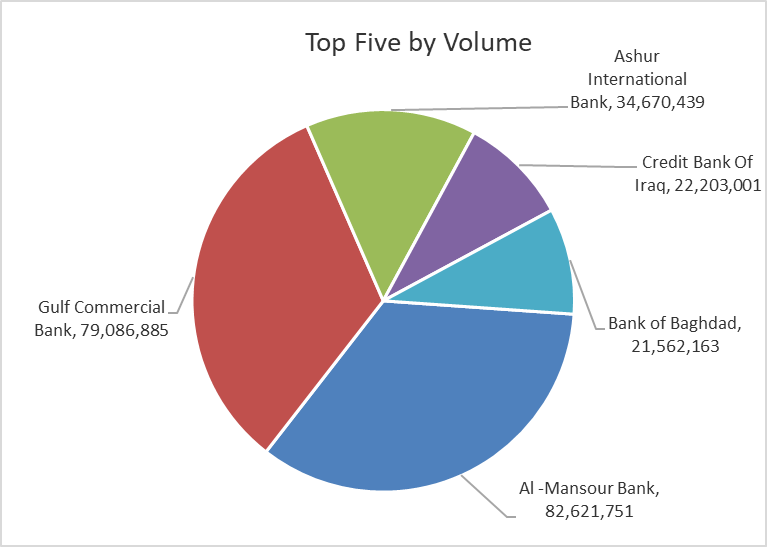 Top Five by Volume
Ashur
International
Bank, 34,670,439
Credit Bank Of
Iraq, 22,203,001
Gulf Commercial
Bank, 79,086,885
Bank of Baghdad,
21,562,163
Al -Mansour Bank,
82,621,751